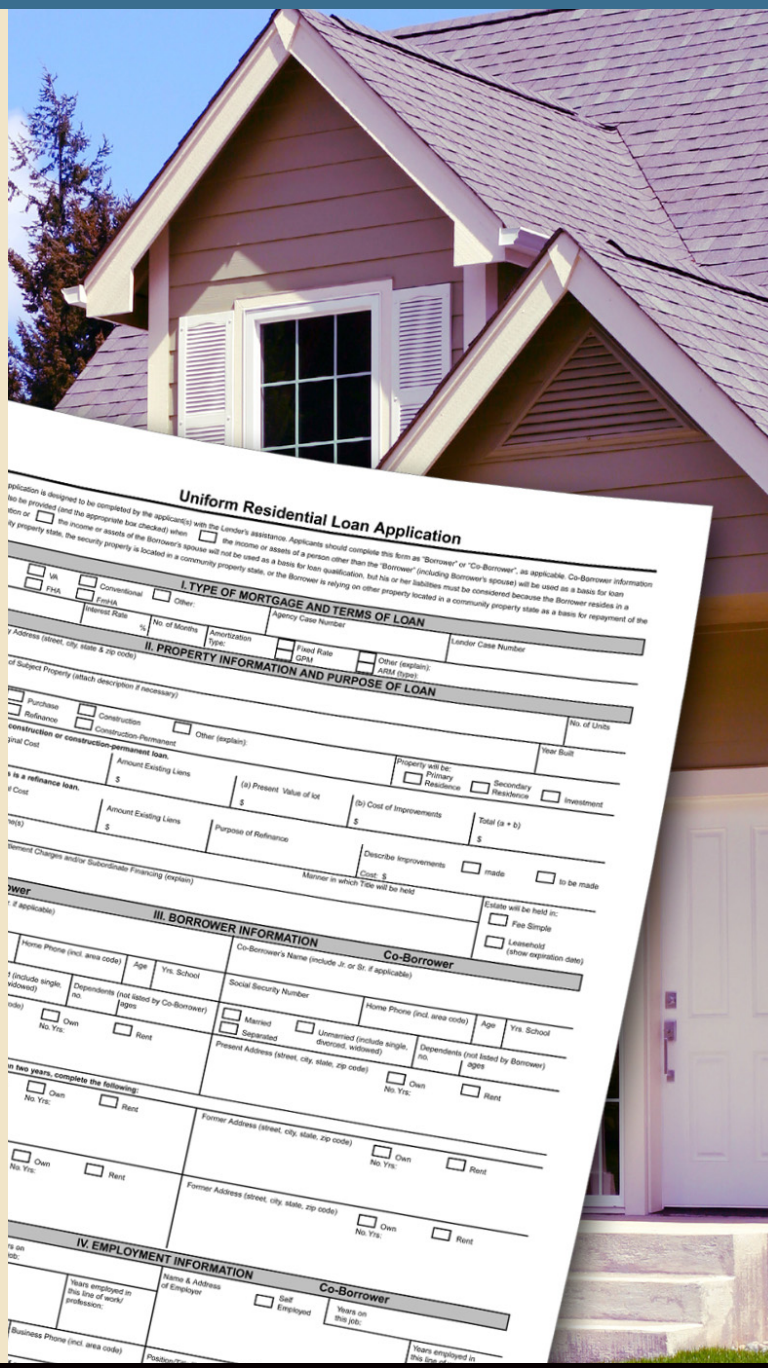 Uniform Residential Loan Application
application is designed to be completed by the applicant(s) with the Lender's assistance. Applicants should complete this form as "Borrower" or "Co-Borrower", as applicable. Co-Borrower information
also be provided (and the appropriate box checked) when the income or assets of a person other than the "Borrower" (including Borrower's spouse) will be used as a basis for loan
the income or assets of the Borrower's spouse will not be used as a basis for loan qualification, but his or her liabilities must be considered because the Borrower resides in a
property state, the security property is located in a community property state, or the Borrower is relying on other property located in a community property state as a basis for repayment of the
I. TYPE OF MORTGAGE AND TERMS OF LOAN
VA Conventional Other: Agency Case Number Lender Case Number
FHA FmHA
Interest Rate No. of Months Amortization Fixed Rate Other (explain):
% Type: GPM ARM (type):
II. PROPERTY INFORMATION AND PURPOSE OF LOAN
Address (street, city, state & zip code) No. of Units
of Subject Property (attach description if necessary) Year Built
Purchase Construction Other (explain): Property will be:
Refinance Construction-Permanent Primary Residence Secondary Residence Investment
construction or construction-permanent loan.
Cost Amount Existing Liens (a) Present Value of lot (b) Cost of Improvements Total (a + b)
$ $ $ $
is a refinance loan.
Cost Amount Existing Liens Purpose of Refinance Describe Improvements made to be made
$ Cost: $
Manner in which Title will be held Estate will be held in:
Charges and/or Subordinate Financing (explain) Fee Simple
Leasehold
(show expiration date)
III. BORROWER INFORMATION Co-Borrower
if applicable) Co-Borrower's Name (include Jr. or Sr. if applicable)
Home Phone (incl. area code) Age Yrs. School Social Security Number Home Phone (incl. area code) Age Yrs. School
(include single, Dependents (not listed by Co-Borrower) Married Unmarried (include single, Dependents (not listed by Borrower)
widowed) no. ages Separated divorced, widowed) no. ages
Own Rent Present Address (street, city, state, zip code) Own Rent
No. Yrs: No. Yrs:
two years, complete the following:
Own Rent Former Address (street, city, state, zip code) Own Rent
No. Yrs: No. Yrs:
Own Rent Former Address (street, city, state, zip code) Own Rent
No. Yrs: No. Yrs:
IV. EMPLOYMENT INFORMATION Co-Borrower
on Name & Address Self Years on
job: of Employer Employed this job:
Years employed in Years employed in
this line of work/
profession:
Business Phone (incl. area code)